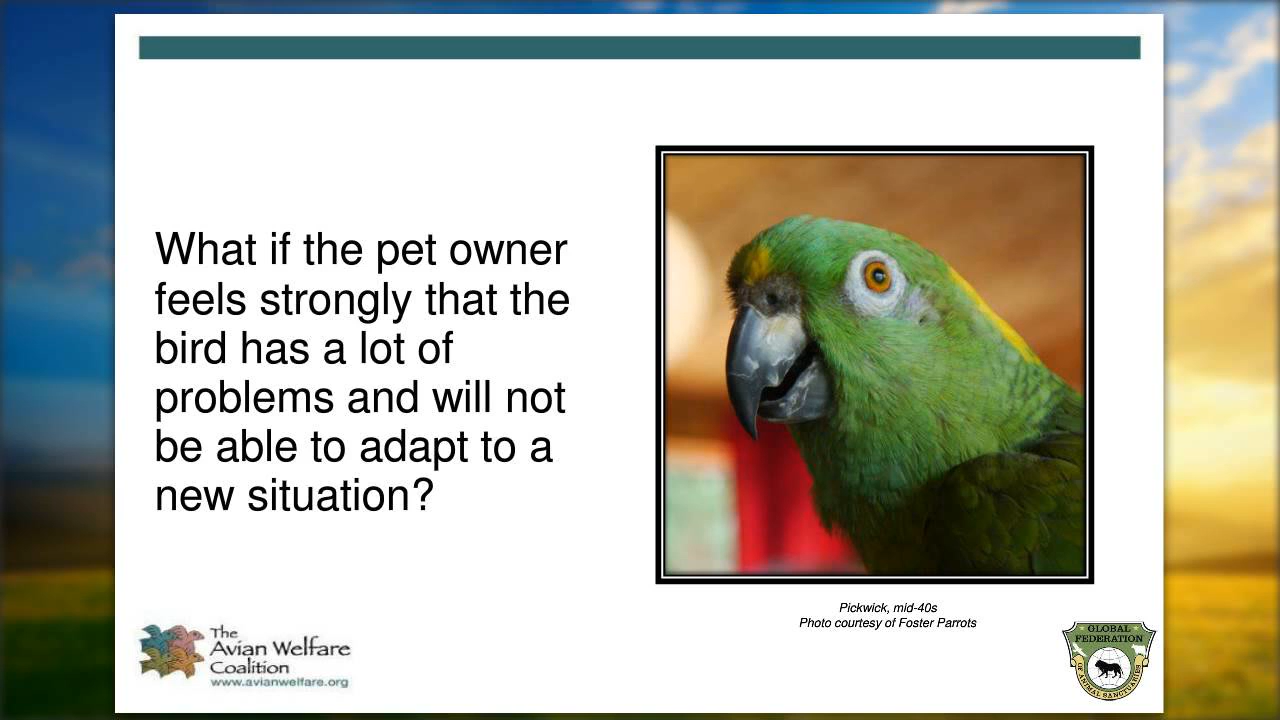 What if the pet owner
feels strongly that the
bird has a lot of
problems and will not
be able to adapt to a
new situation?
Pickwick, mid-40s
Photo courtesy of Foster Parrots
The
Avian Welfare
Coalition
www.avianwelfare.org
GLOBAL
FEDERATION
OF ANIMAL SANCTUARIES